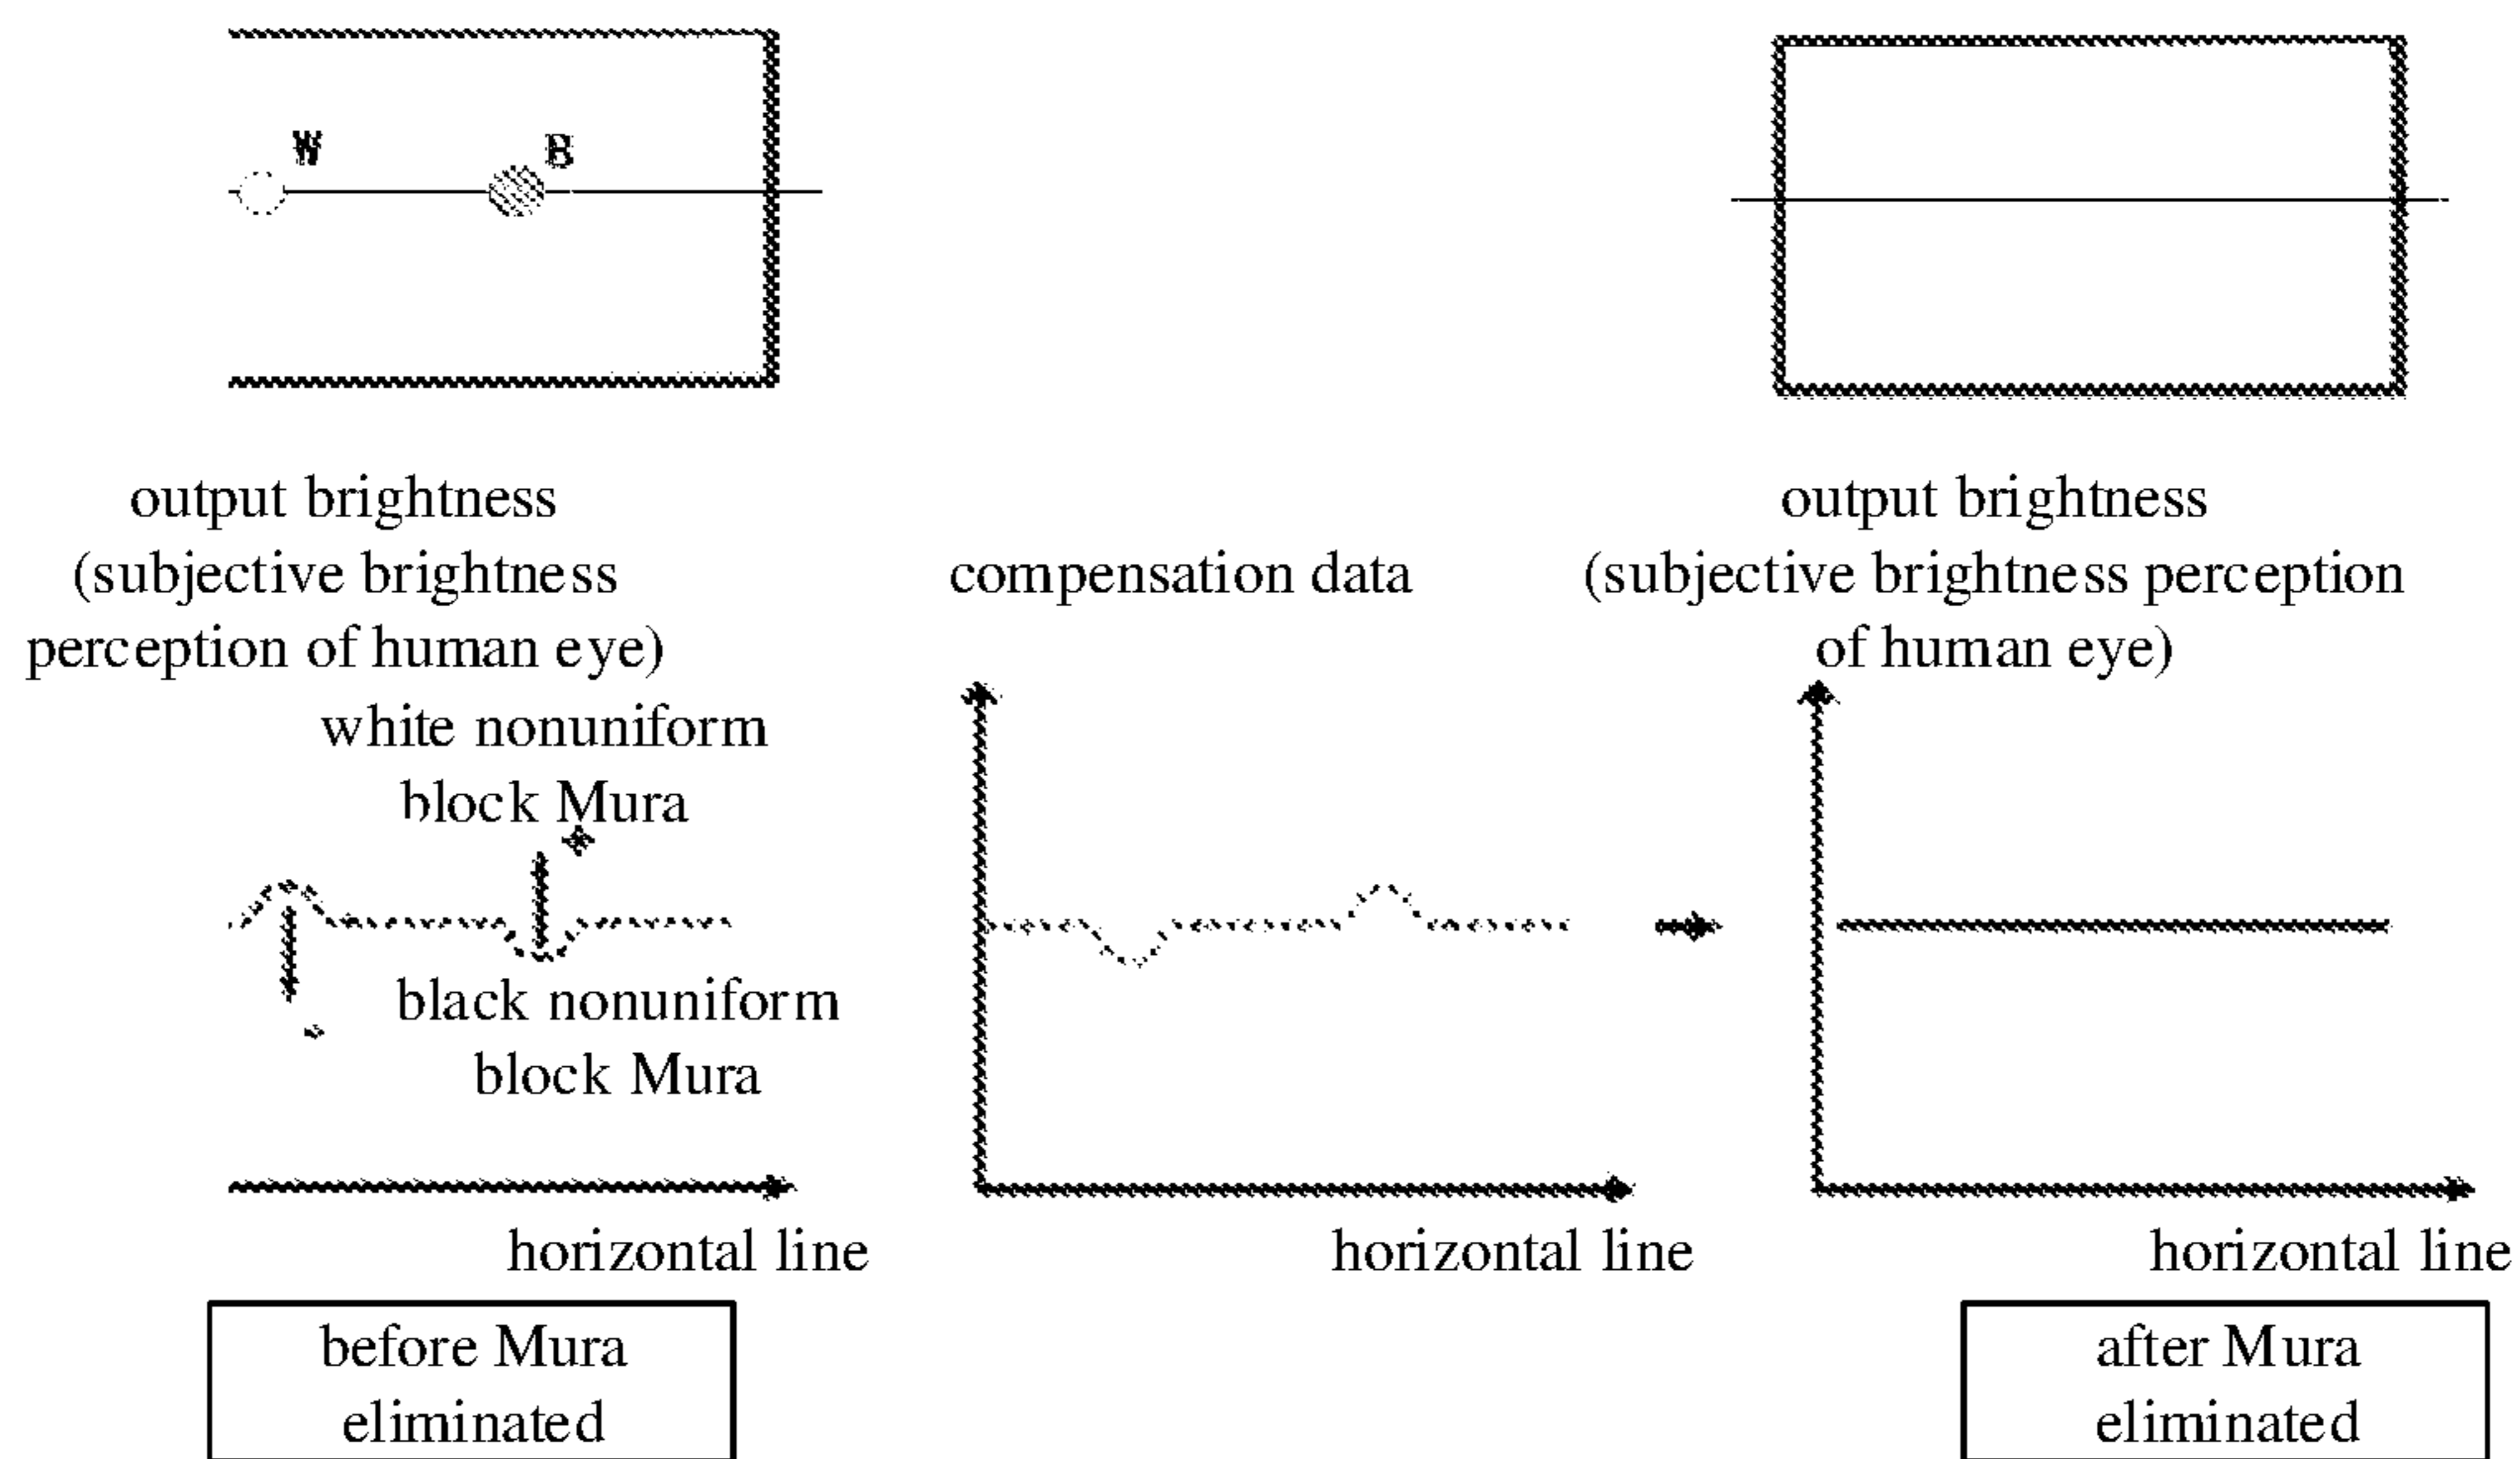 W
B
output brightness
(subjective brightness
perception of human eye)
compensation data
output brightness
(subjective brightness perception
of human eye)
white nonuniform
block Mura
black nonuniform
block Mura
horizontal line
horizontal line
horizontal line
before Mura
eliminated
after Mura
eliminated